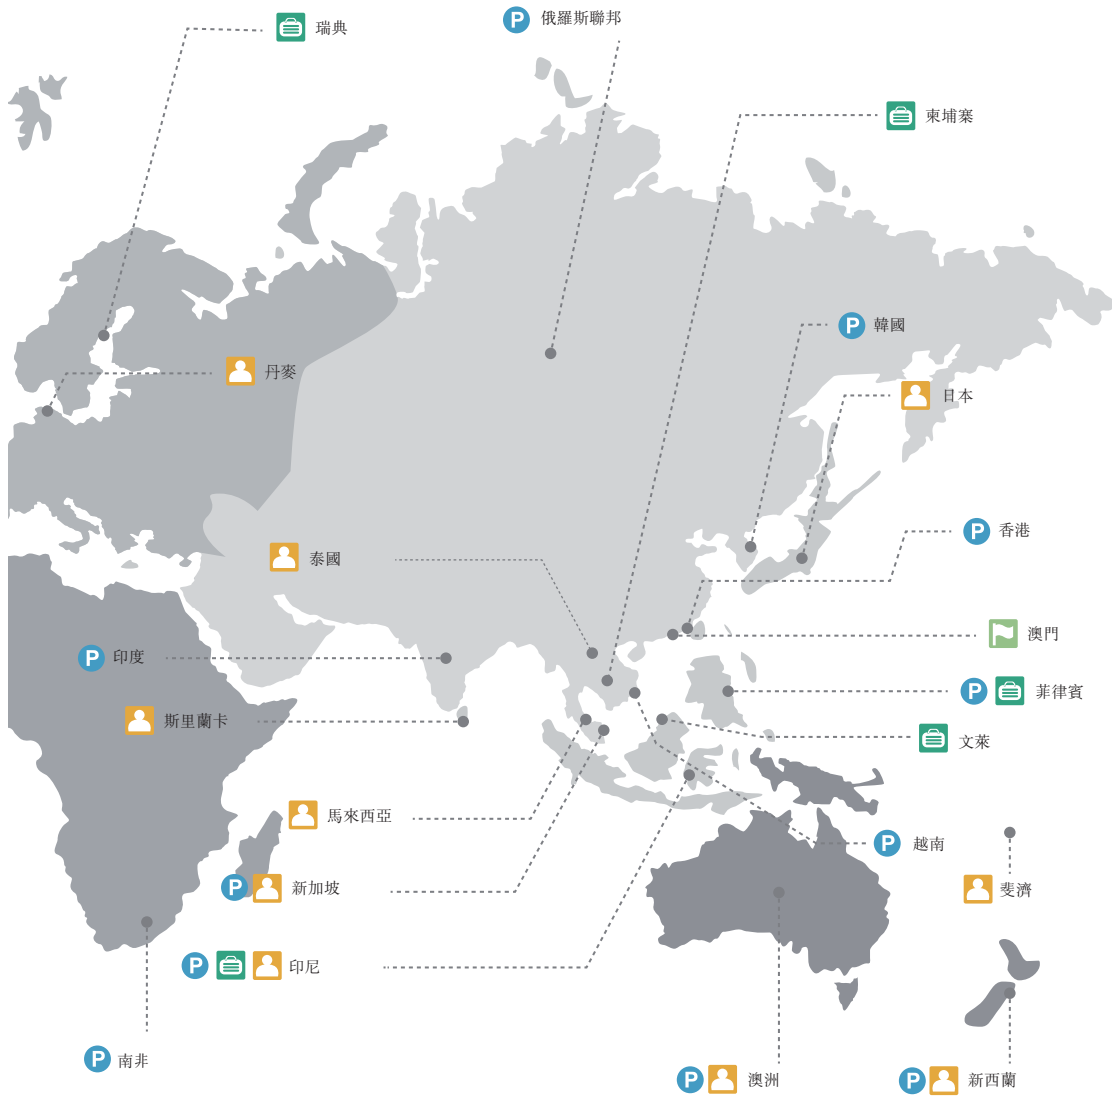 瑞典
P 俄羅斯聯邦
柬埔寨
P 韓國
丹麥
日本
P 香港
泰國
澳門
P 印度
P 菲律賓
斯里蘭卡
文萊
馬來西亞
P 越南
P 新加坡
斐濟
P 印尼
P 南非
P 澳洲
P 新西蘭